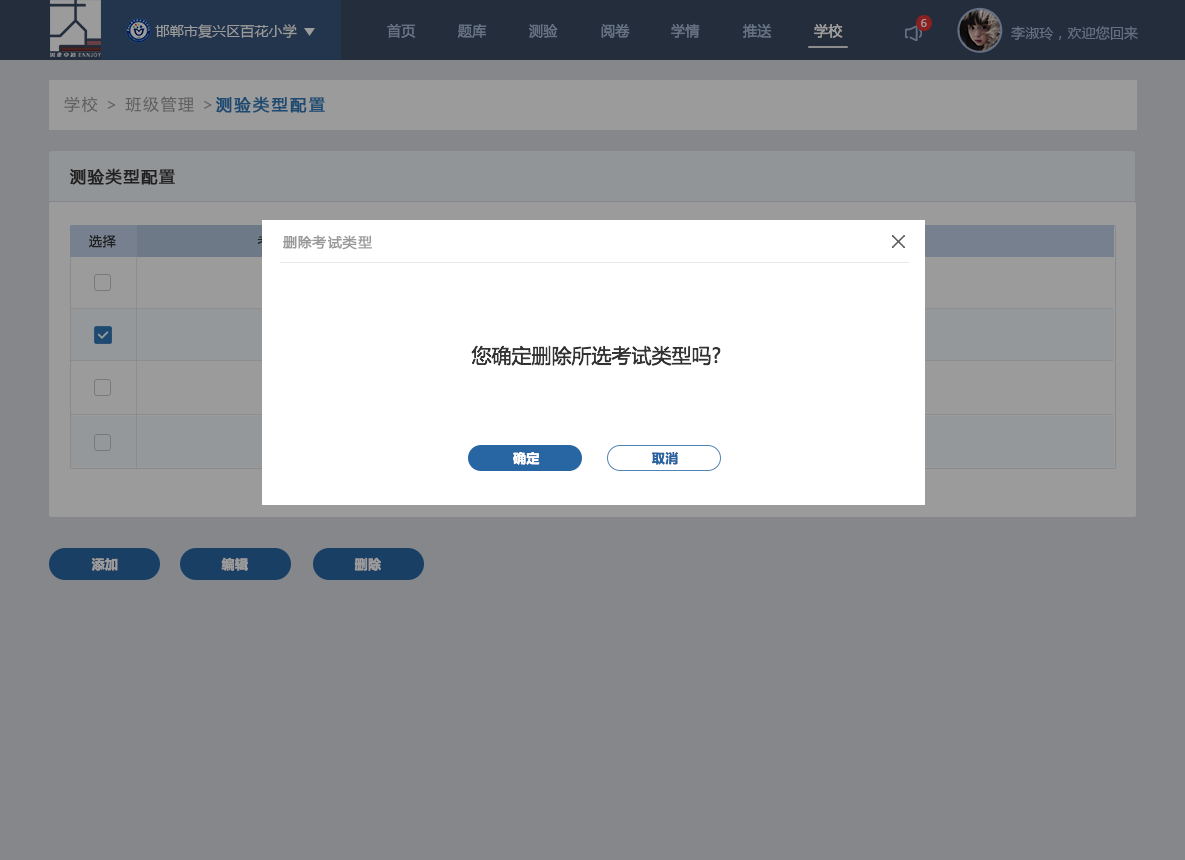 邯郸市复兴区百花小学 首页 题库 测验 阅卷 学情 推送 学校 6 李淑玲，欢迎您回来
学校 > 班级管理 >测验类型配置
测验类型配置
选择
删除考试类型
您确定删除所选考试类型吗?
确定 取消
添加 编辑 删除